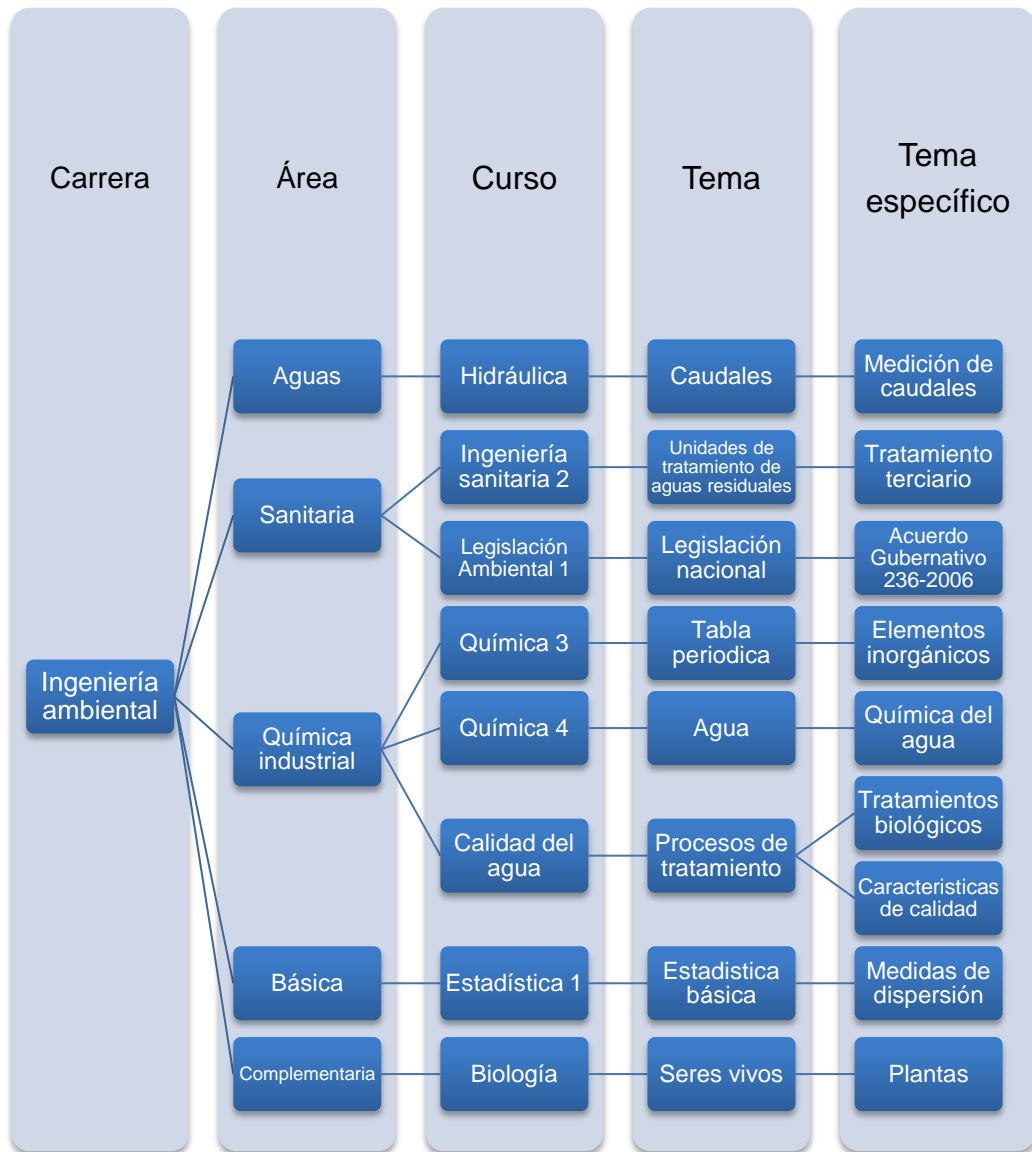 Carrera
Área
Curso
Tema
Tema
específico
Aguas
Hidráulica
Caudales
Medición de
caudales
Sanitaria
Ingeniería
sanitaria 2
Unidades de
tratamiento de
aguas residuales
Tratamiento
terciario
Legislación
Ambiental 1
Legislación
nacional
Acuerdo
Gubernativo
236-2006
Ingeniería
ambiental
Química
industrial
Química 3
Tabla
periodica
Elementos
inorgánicos
Química 4
Agua
Química del
agua
Calidad del
agua
Procesos de
tratamiento
Tratamientos
biológicos
Caracteristicas
de calidad
Básica
Estadística 1
Estadistica
básica
Medidas de
dispersión
Complementaria
Biología
Seres vivos
Plantas